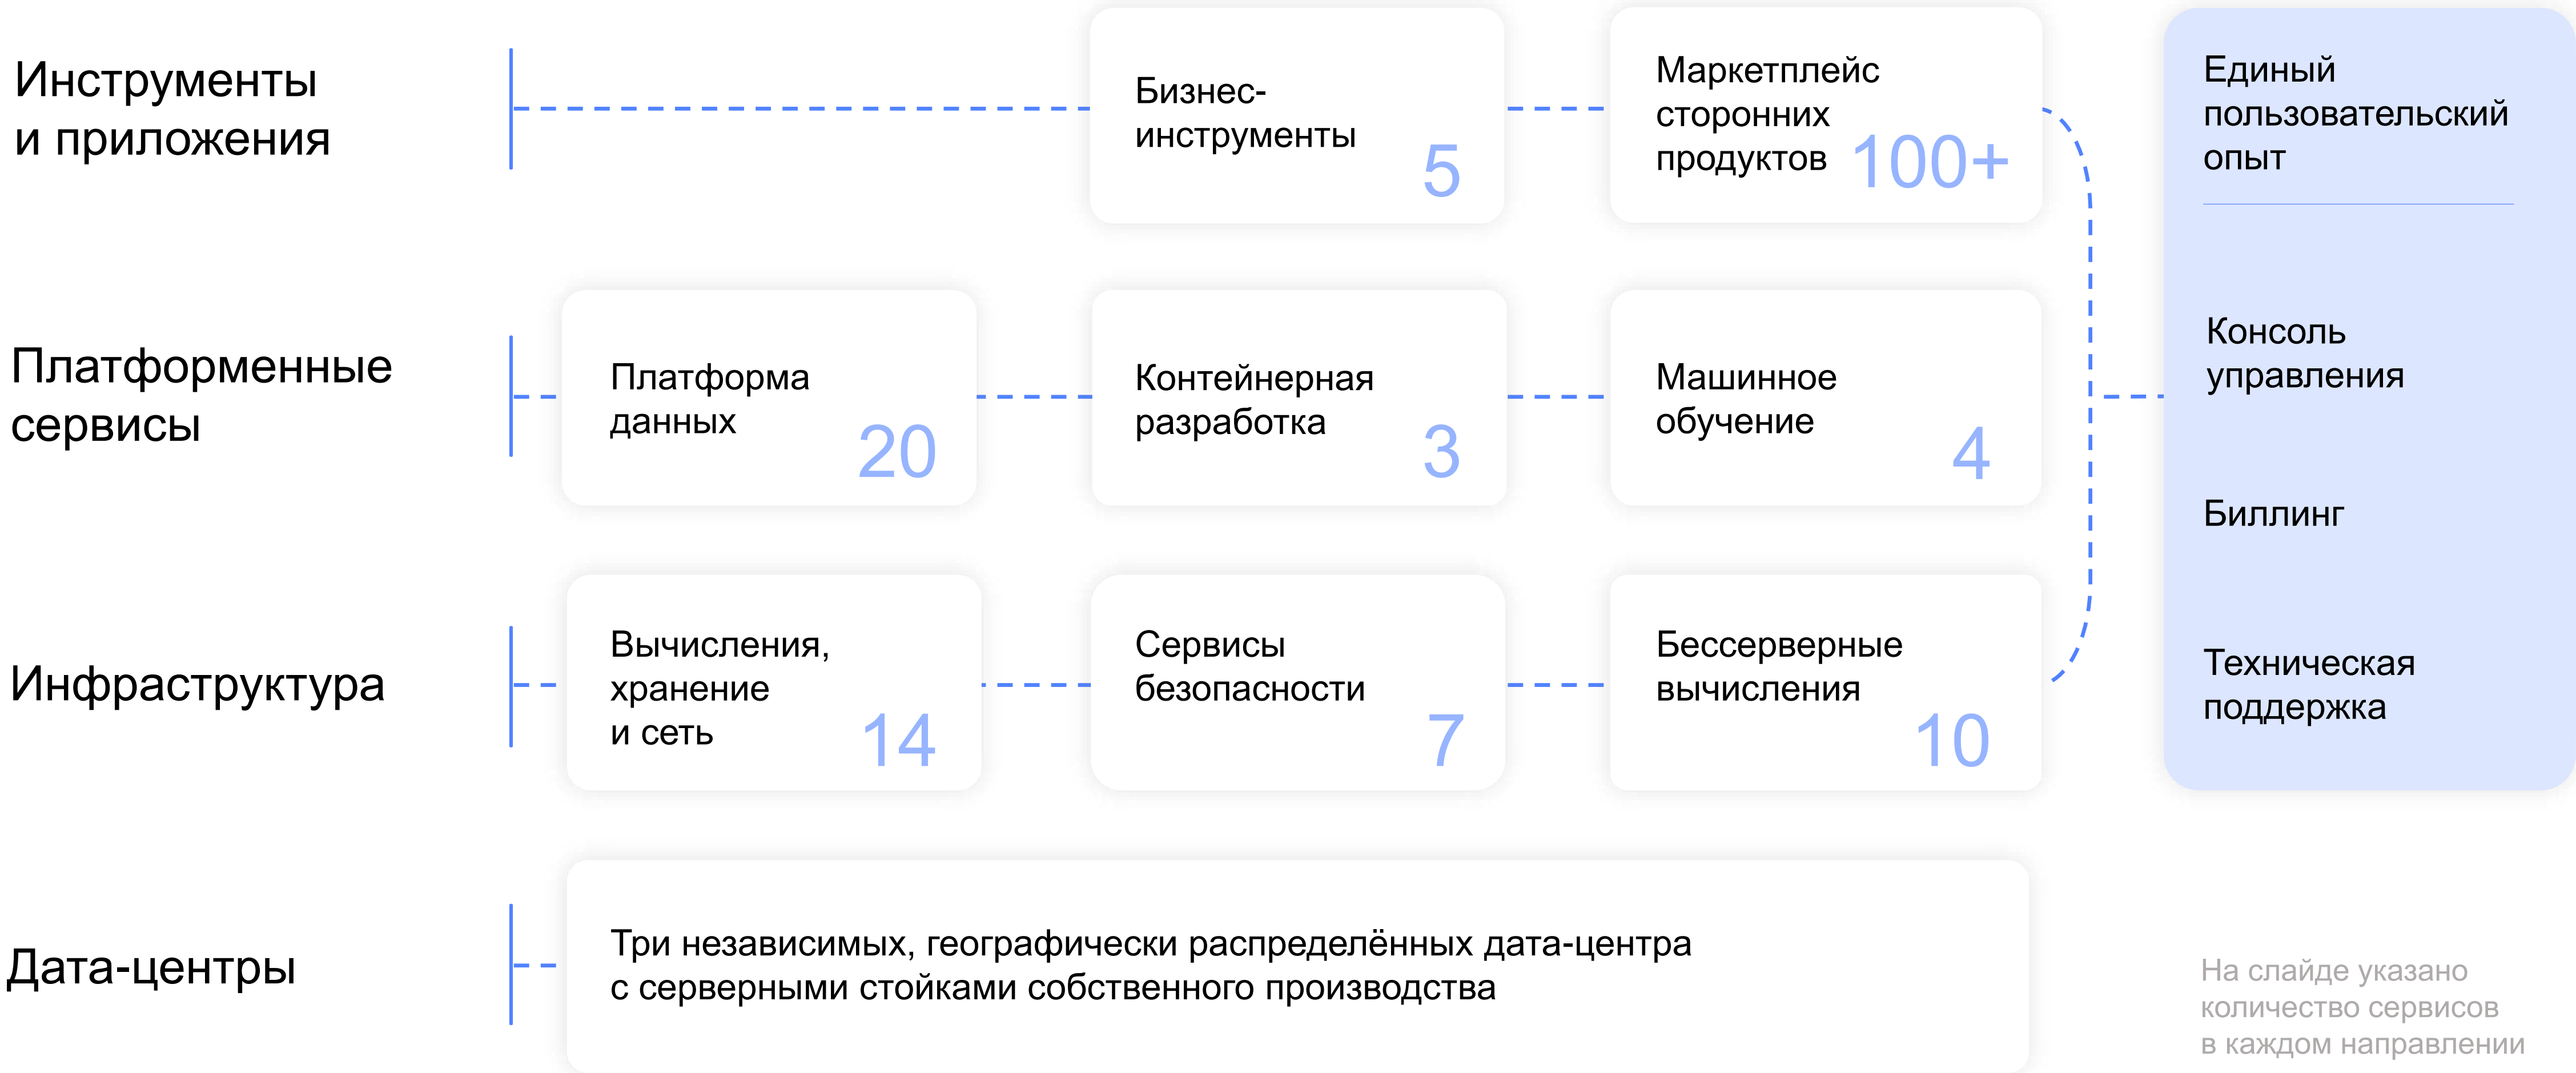 Инструменты
и приложения
Бизнес-
инструменты
5
Маркетплейс
сторонних
продуктов
100+
Платформенные
сервисы
Платформа
данных
20
Контейнерная
разработка
3
Машинное
обучение
4
Инфраструктура
Вычисления,
хранение
и сеть
14
Сервисы
безопасности
7
Бессерверные
вычисления
10
Дата-центры
Три независимых, географически распределённых дата-центра
с серверными стойками собственного производства
Единый
пользовательский
опыт
Консоль
управления
Биллинг
Техническая
поддержка
На слайде указано
количество сервисов
в каждом направлении